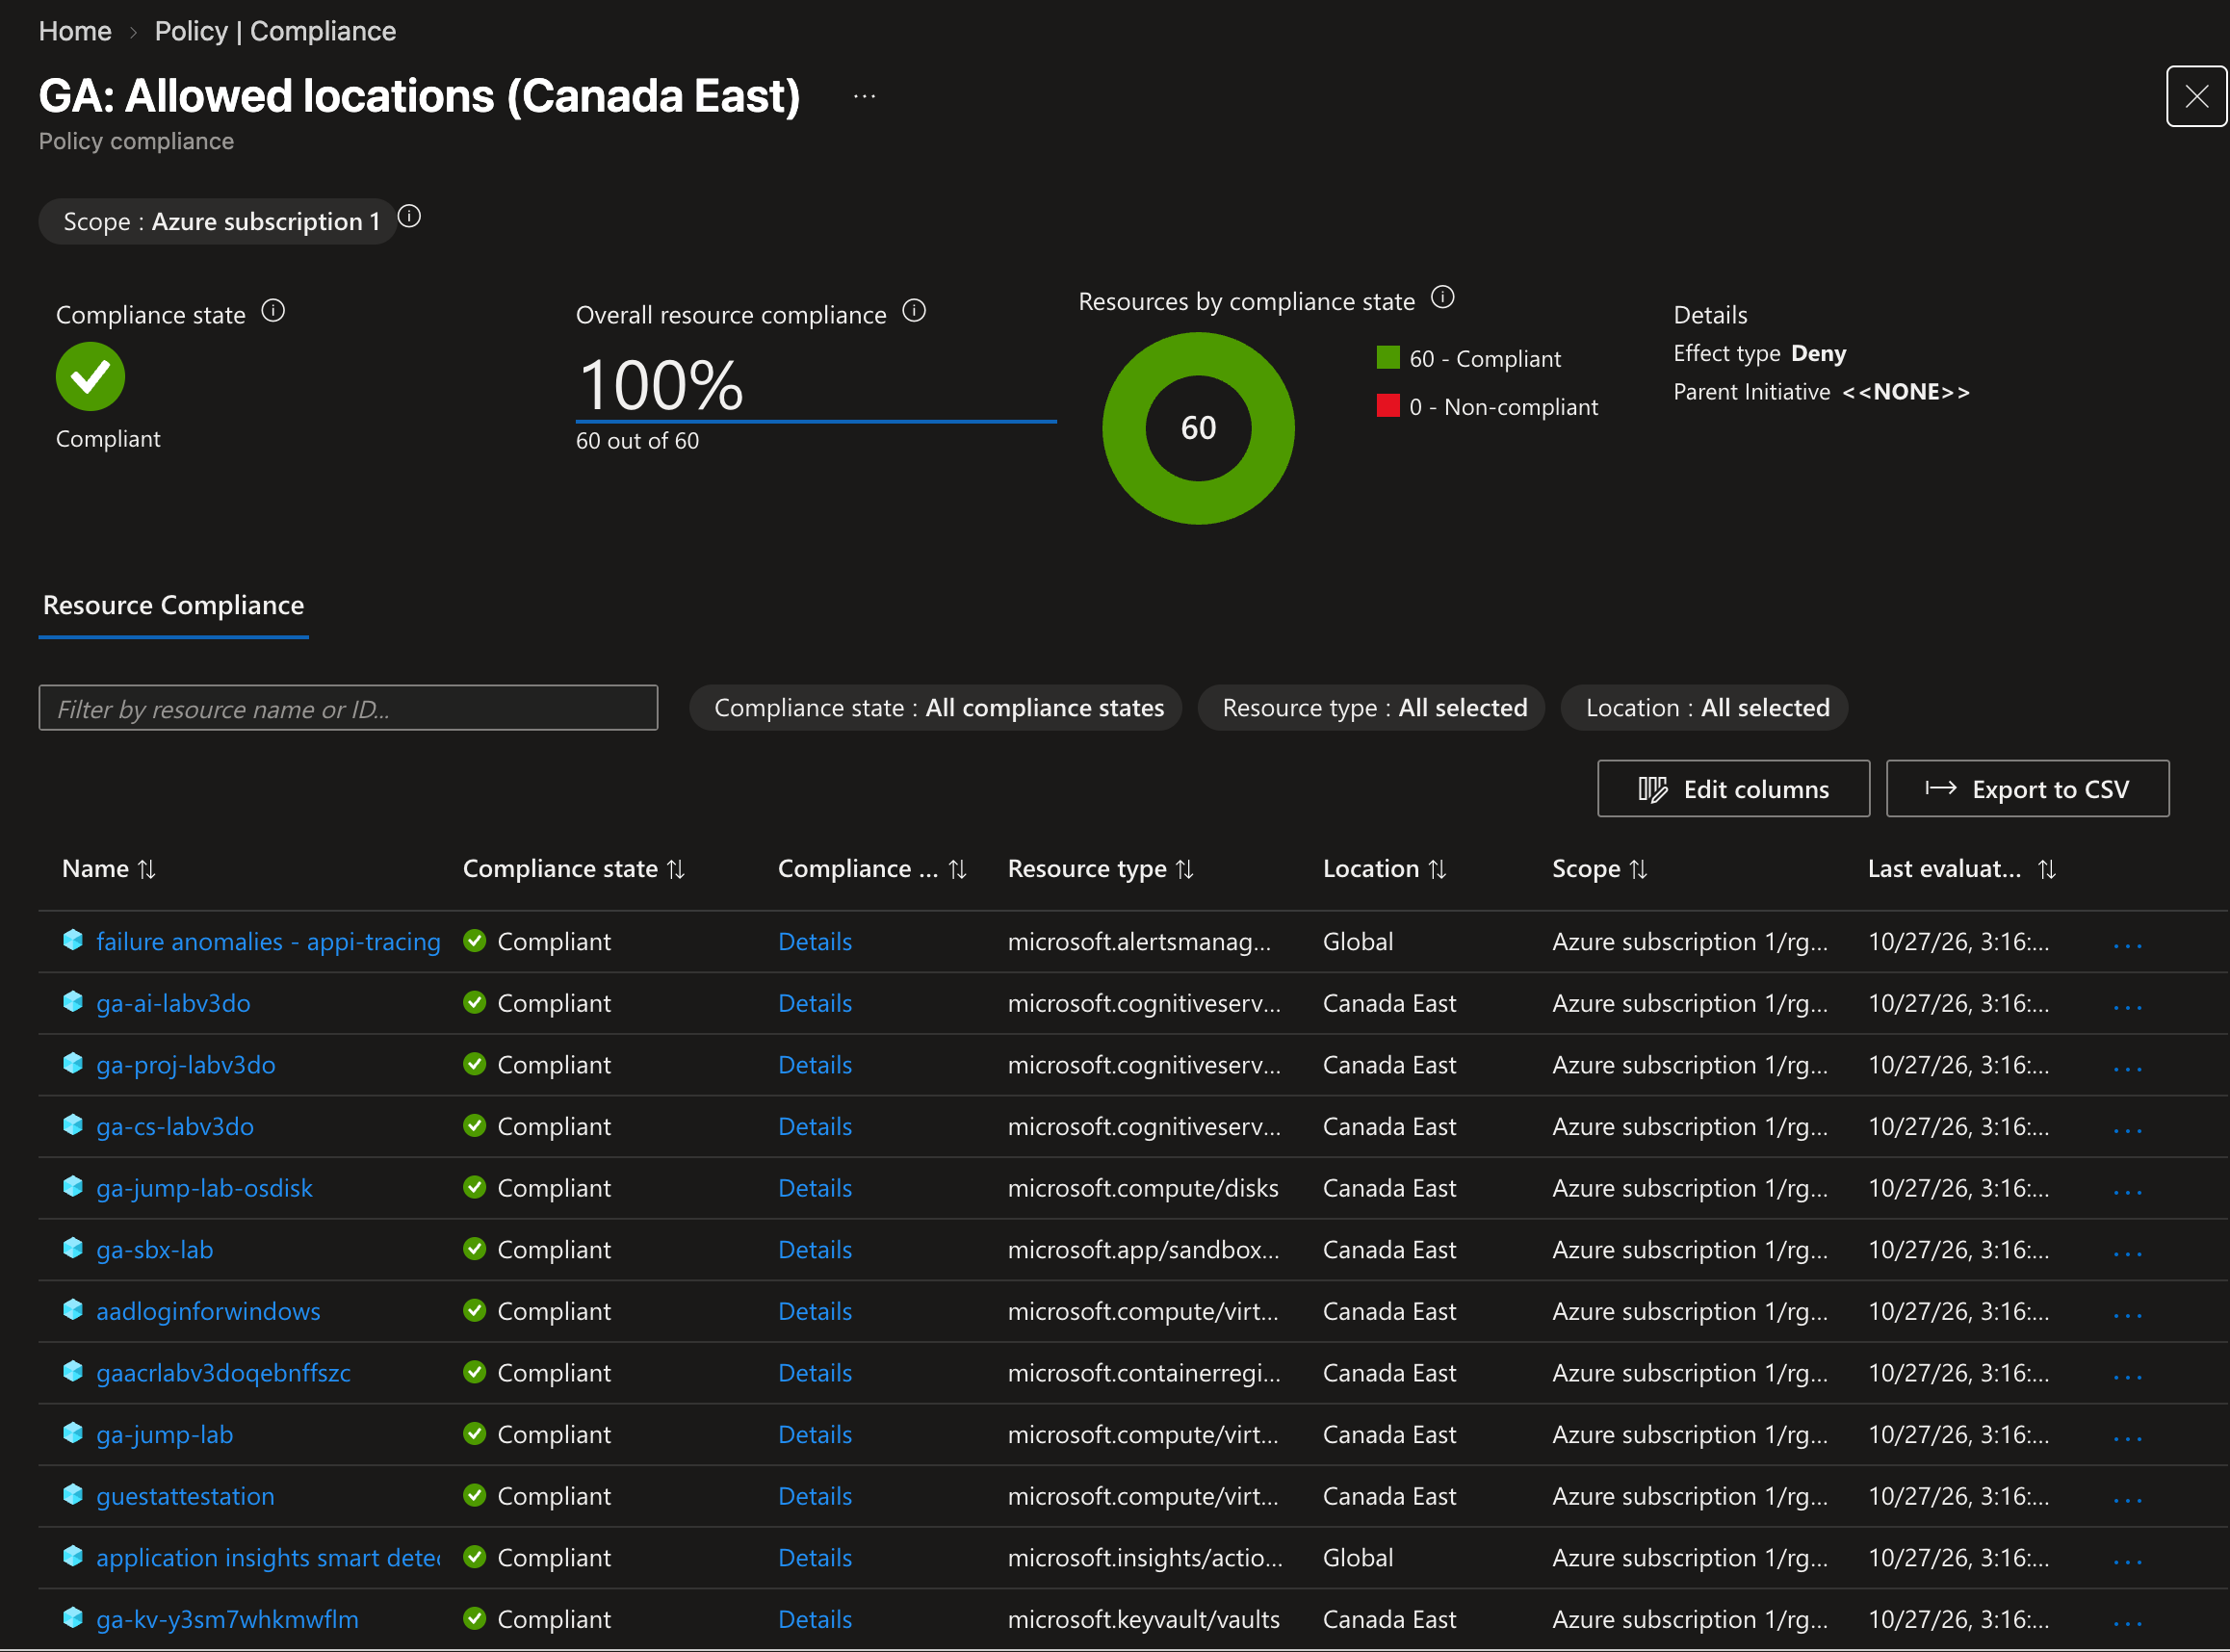 Home > Policy | Compliance
GA: Allowed locations (Canada East) ...
Policy compliance
Scope : Azure subscription 1
Compliance state
Compliant
Overall resource compliance
100%
60 out of 60
Resources by compliance state
60
60 - Compliant
0 - Non-compliant
Details
Effect type Deny
Parent Initiative <<NONE>>
Resource Compliance
Filter by resource name or ID...
Compliance state : All compliance states
Resource type : All selected
Location : All selected
Edit columns
Export to CSV
Name Compliance state Compliance ... Resource type Location Scope Last evaluat...
failure anomalies - appi-tracing Compliant Details microsoft.alertsmanag... Global Azure subscription 1/rg... 10/27/26, 3:16:... ...
ga-ai-labv3do Compliant Details microsoft.cognitiveserv... Canada East Azure subscription 1/rg... 10/27/26, 3:16:... ...
ga-proj-labv3do Compliant Details microsoft.cognitiveserv... Canada East Azure subscription 1/rg... 10/27/26, 3:16:... ...
ga-cs-labv3do Compliant Details microsoft.cognitiveserv... Canada East Azure subscription 1/rg... 10/27/26, 3:16:... ...
ga-jump-lab-osdisk Compliant Details microsoft.compute/disks Canada East Azure subscription 1/rg... 10/27/26, 3:16:... ...
ga-sbx-lab Compliant Details microsoft.app/sandbox... Canada East Azure subscription 1/rg... 10/27/26, 3:16:... ...
aadloginforwindows Compliant Details microsoft.compute/virt... Canada East Azure subscription 1/rg... 10/27/26, 3:16:... ...
gaacrlabv3doqebnffszc Compliant Details microsoft.containerregi... Canada East Azure subscription 1/rg... 10/27/26, 3:16:... ...
ga-jump-lab Compliant Details microsoft.compute/virt... Canada East Azure subscription 1/rg... 10/27/26, 3:16:... ...
guestattestation Compliant Details microsoft.compute/virt... Canada East Azure subscription 1/rg... 10/27/26, 3:16:... ...
application insights smart detec Compliant Details microsoft.insights/actio... Global Azure subscription 1/rg... 10/27/26, 3:16:... ...
ga-kv-y3sm7whkmwflm Compliant Details microsoft.keyvault/vaults Canada East Azure subscription 1/rg... 10/27/26, 3:16:... ...